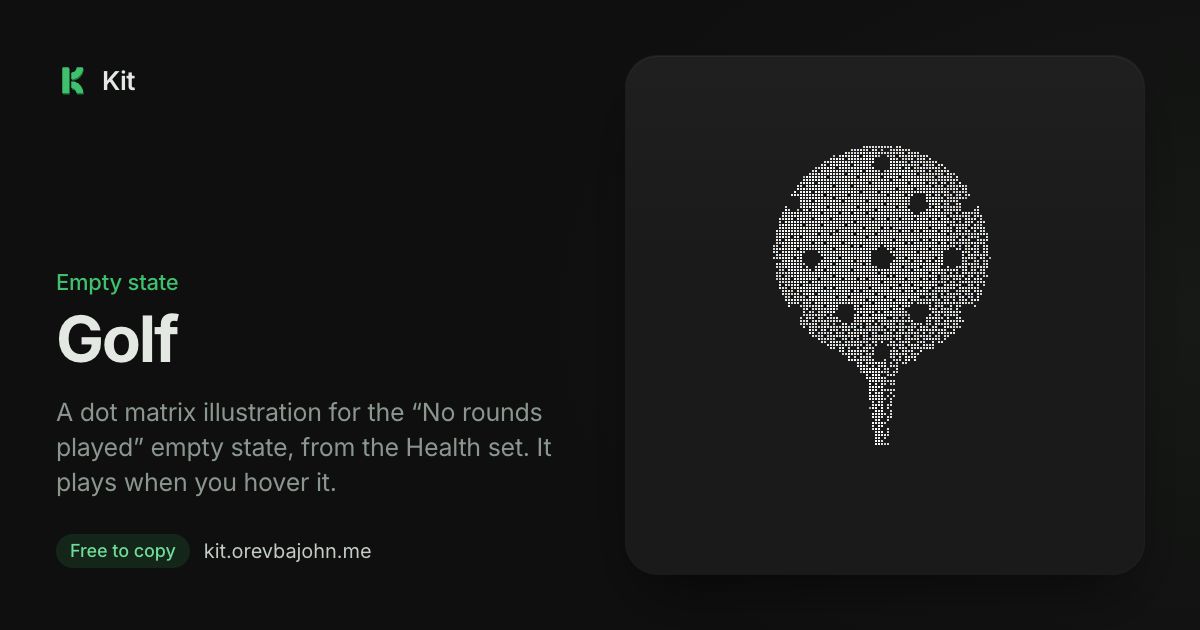 Kit
Empty state
Golf
A dot matrix illustration for the “No rounds
played” empty state, from the Health set. It
plays when you hover it.
Free to copy
kit.orevbajohn.me